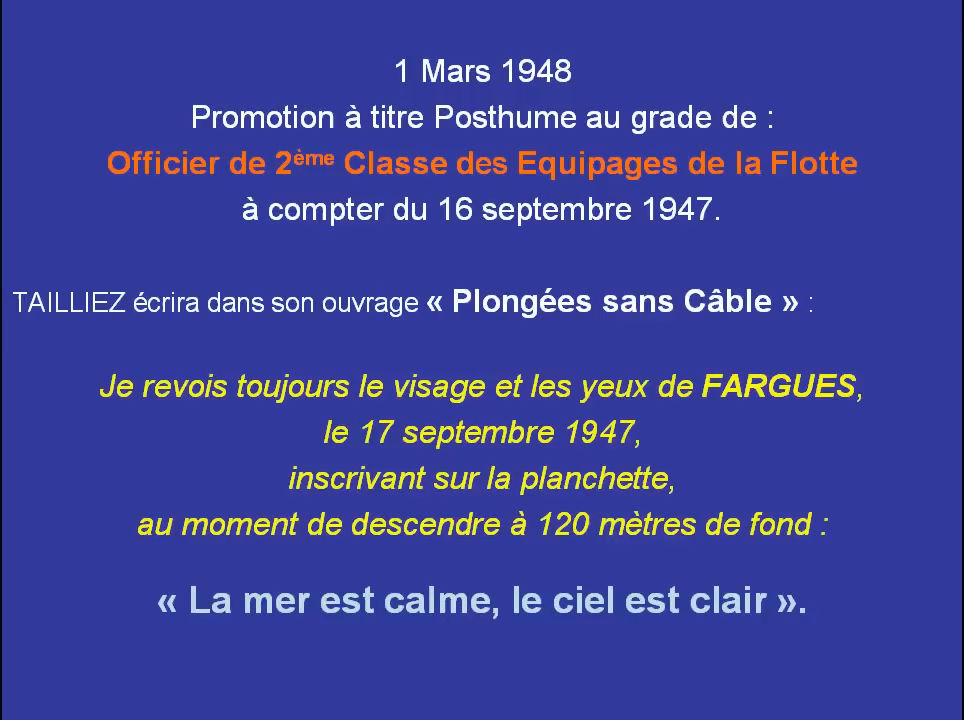 1 Mars 1948
Promotion à titre Posthume au grade de :
Officier de 2ème Classe des Equipages de la Flotte
à compter du 16 septembre 1947.
TAILLIEZ écrira dans son ouvrage « Plongées sans Câble » :
Je revois toujours le visage et les yeux de FARGUES,
le 17 septembre 1947,
inscrivant sur la planchette,
au moment de descendre à 120 mètres de fond :
« La mer est calme, le ciel est clair ».